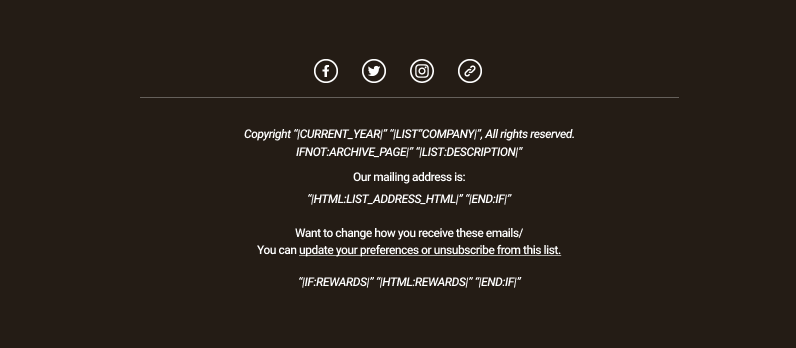 Copyright “|CURRENT_YEAR|” “|LIST“COMPANY|”, All rights reserved.
IFNOT:ARCHIVE_PAGE|” “|LIST:DESCRIPTION|”
Our mailing address is:
“|HTML:LIST_ADDRESS_HTML|” “|END:IF|”
Want to change how you receive these emails/
You can update your preferences or unsubscribe from this list.
“|IF:REWARDS|” “|HTML:REWARDS|” “|END:IF|”